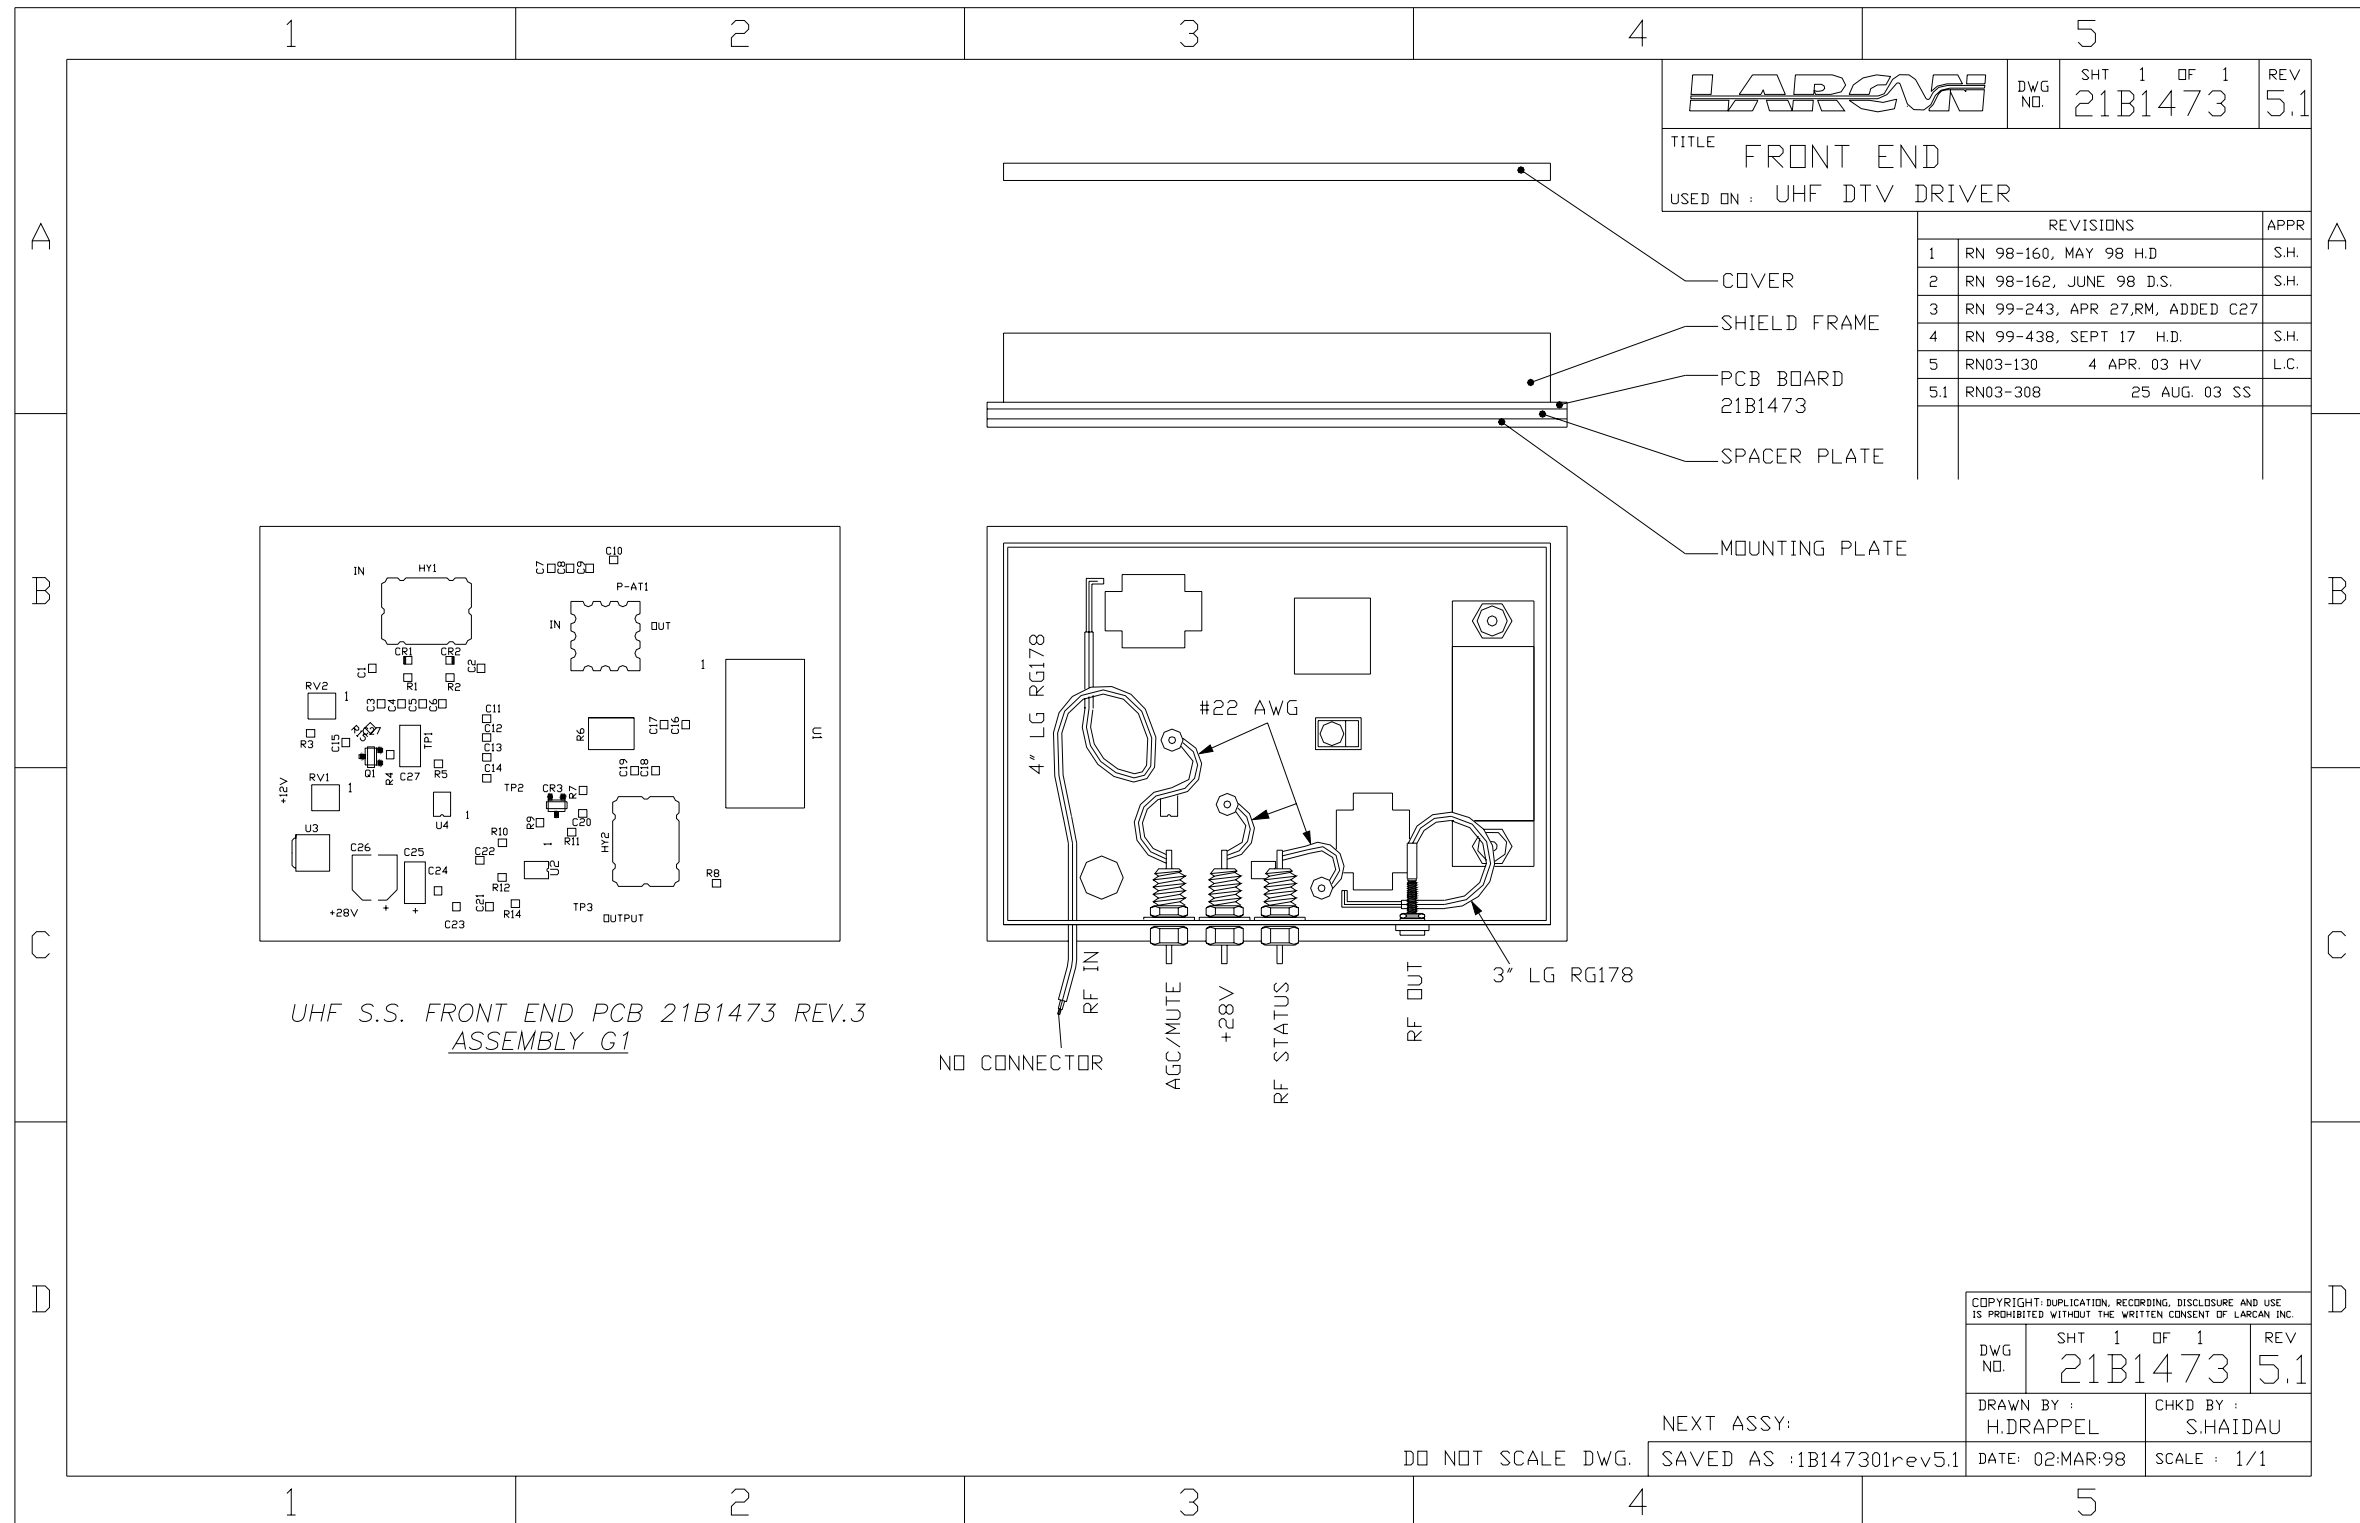 1 2 3 4 5
LARCAN
DWG NO.
SHT 1 OF 1
21B1473
REV
5.1
TITLE
FRONT END
USED ON : UHF DTV DRIVER
REVISIONS APPR
1 RN 98-160, MAY 98 H.D S.H.
2 RN 98-162, JUNE 98 D.S. S.H.
3 RN 99-243, APR 27,RM, ADDED C27
4 RN 99-438, SEPT 17 H.D. S.H.
5 RN03-130 4 APR. 03 HV L.C.
5.1 RN03-308 25 AUG. 03 SS
A
A
COVER
SHIELD FRAME
PCB BOARD
21B1473
SPACER PLATE
MOUNTING PLATE
B
B
C10
C7
C8
C9
IN
HY1
P-AT1
IN
OUT
CR1
CR2
C1
C2
1
R1
R2
RV2
1
C3
C4
C5
C6
C11
C12
C13
C14
R3
C15
R15
C27
TP1
R6
C17
C16
U1
Q1
R4
C27
R5
C19
C18
+12V
RV1
1
TP2
CR3
R7
U4
1
R9
C20
R11
U3
R10
1
HY2
C26
C25
C22
U2
C24
R12
R8
+28V
+
+
C21
R14
TP3
OUTPUT
C23
UHF S.S. FRONT END PCB 21B1473 REV.3
ASSEMBLY G1
4" LG RG178
#22 AWG
3" LG RG178
RF IN
AGC/MUTE
+28V
RF STATUS
RF OUT
NO CONNECTOR
C
C
D
D
COPYRIGHT: DUPLICATION, RECORDING, DISCLOSURE AND USE
IS PROHIBITED WITHOUT THE WRITTEN CONSENT OF LARCAN INC.
DWG NO.
SHT 1 OF 1
21B1473
REV
5.1
DRAWN BY :
H.DRAPPEL
CHKD BY :
S.HAIDAU
NEXT ASSY:
DO NOT SCALE DWG.
SAVED AS :1B147301rev5.1
DATE: 02:MAR:98
SCALE : 1/1
1 2 3 4 5